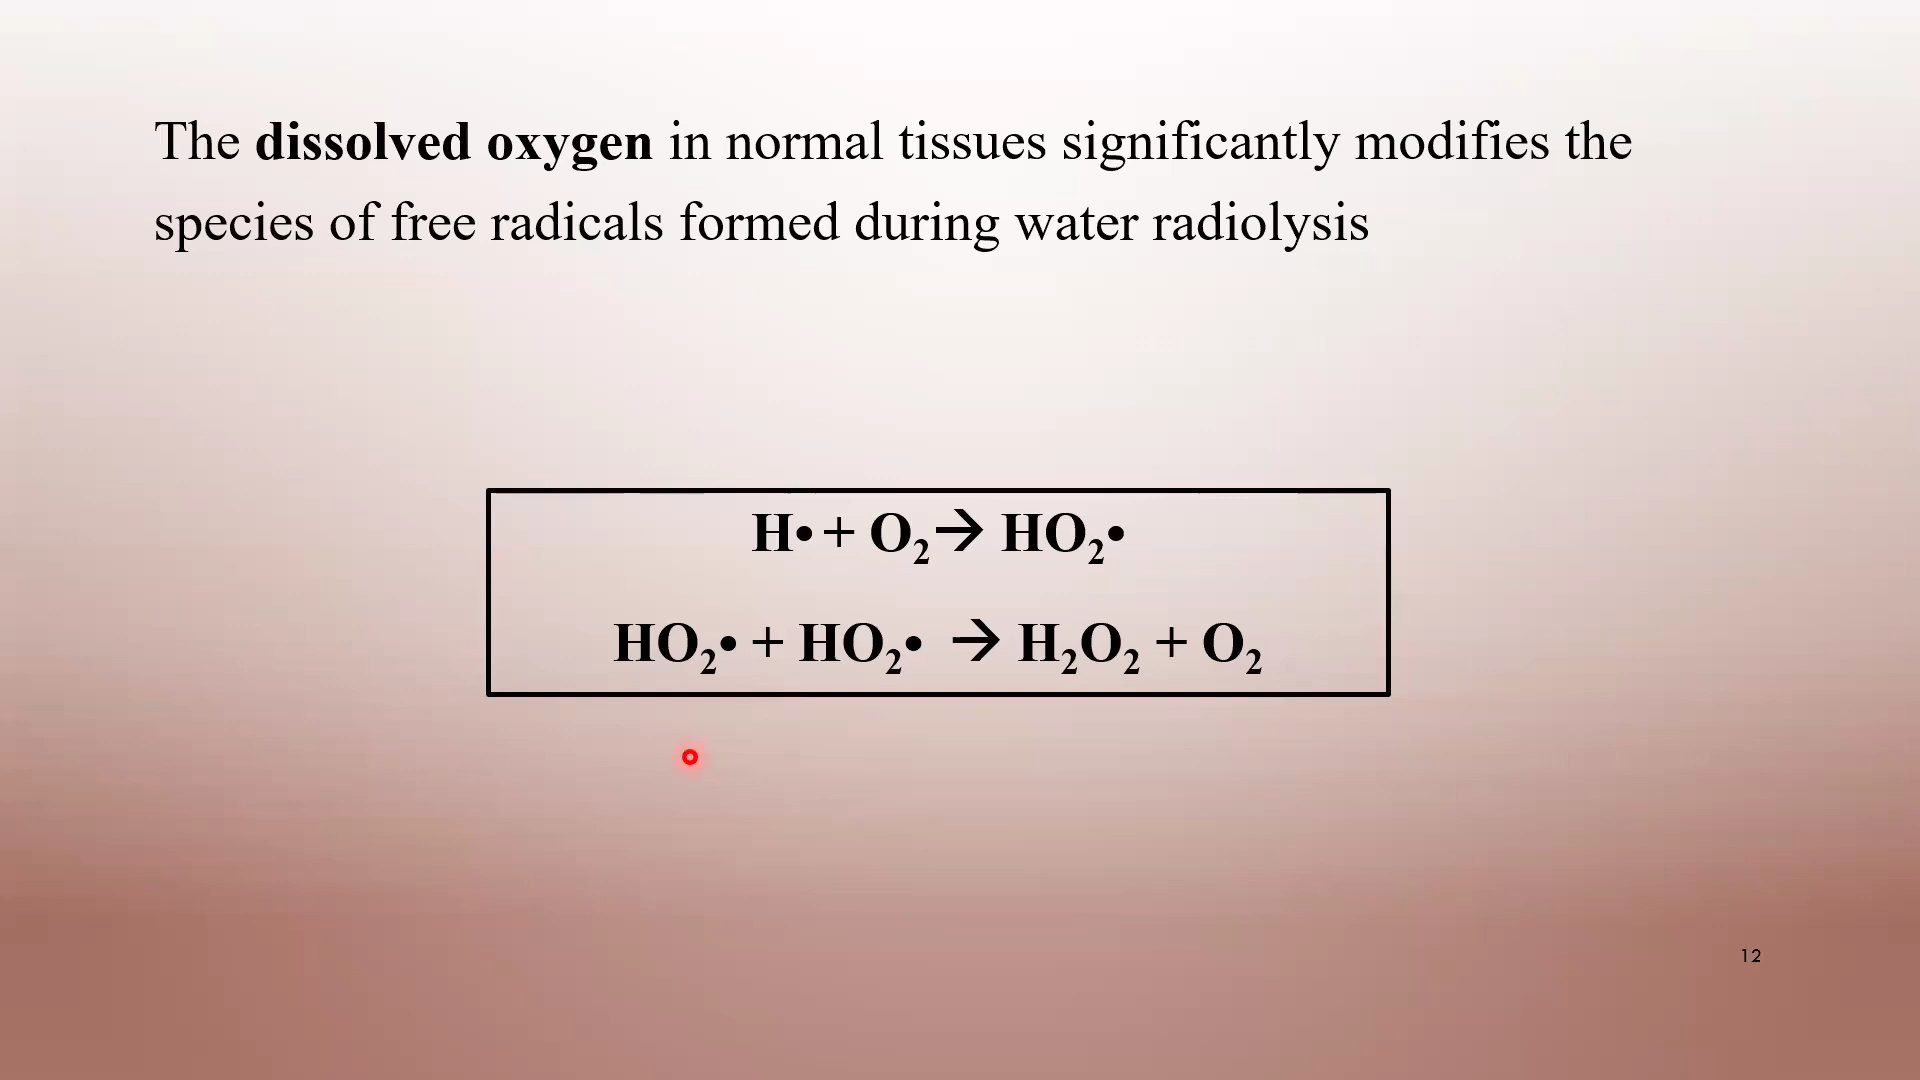 The dissolved oxygen in normal tissues significantly modifies the
species of free radicals formed during water radiolysis
H• + O₂→ HO₂•
HO₂• + HO₂• → H₂O₂ + O₂
12